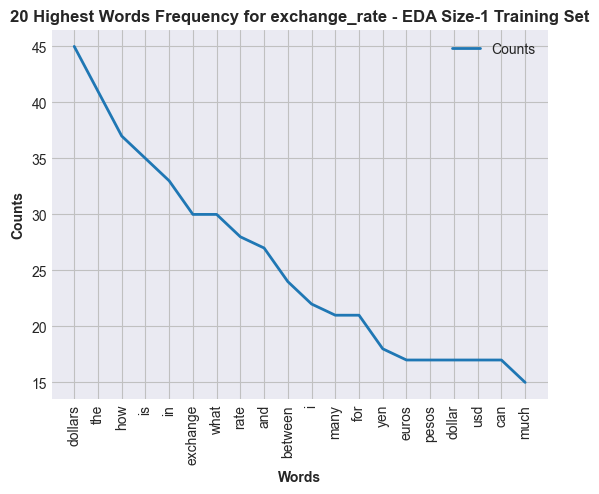 20 Highest Words Frequency for exchange_rate - EDA Size-1 Training Set
Counts
45
40
35
30
25
20
15
Counts
dollars
the
how
is
in
exchange
what
rate
and
between
i
many
for
yen
euros
pesos
dollar
usd
can
much
Words